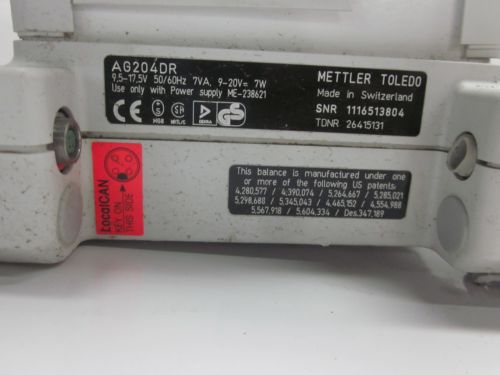 AG204DR
9,5-17,5V 50/60Hz 7VA, 9-20V= 7W
Use only with Power supply ME-238621
METTLER TOLEDO
Made in Switzerland
SNR 1116513804
TDNR 26415131
CE
GS
LocalCAN
KEY ON
THIS SIDE
This balance is manufactured under one
or more of the following US patents:
4,280,577 / 4,390,074 / 5,264,667 / 5,285,021
5,298,688 / 5,345,043 / 4,465,152 / 4,554,988
5,567,918 / 5,604,334 / Des.347,189